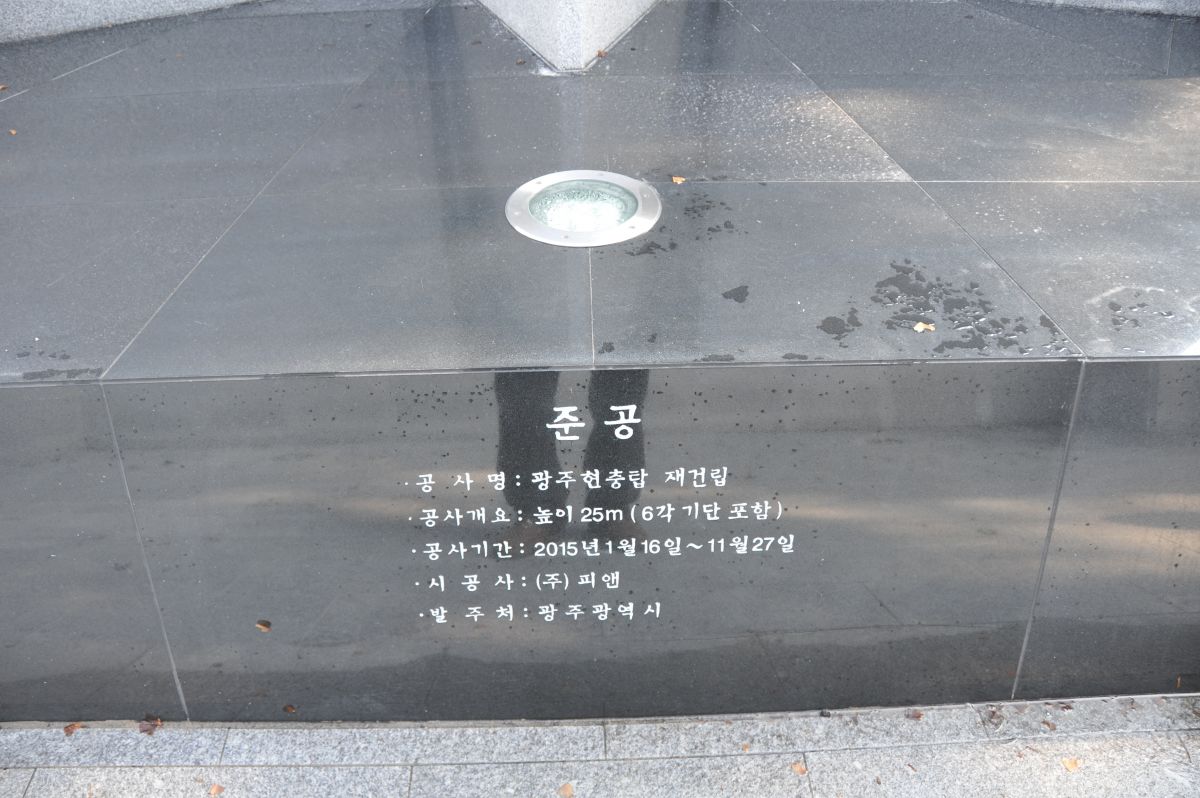 준 공
· 공 사 명 : 광주현충탑 재건립
· 공사개요 : 높이 25m ( 6각 기단 포함 )
· 공사기간 : 2015년 1월 16일 ~ 11월 27일
· 시 공 사 : (주) 피앤
· 발 주 처 : 광주광역시